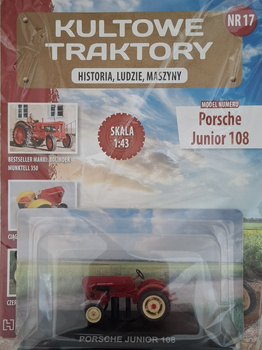 KULTOWE
NR 17
TRAKTORY
HISTORIA, LUDZIE, MASZYNY
MODEL NUMERU
Porsche
Junior 108
SKALA
1:43
BESTSELLER MARKI BOLINDER
MUNKTELL 350
PORSCHE JUNIOR 108
H